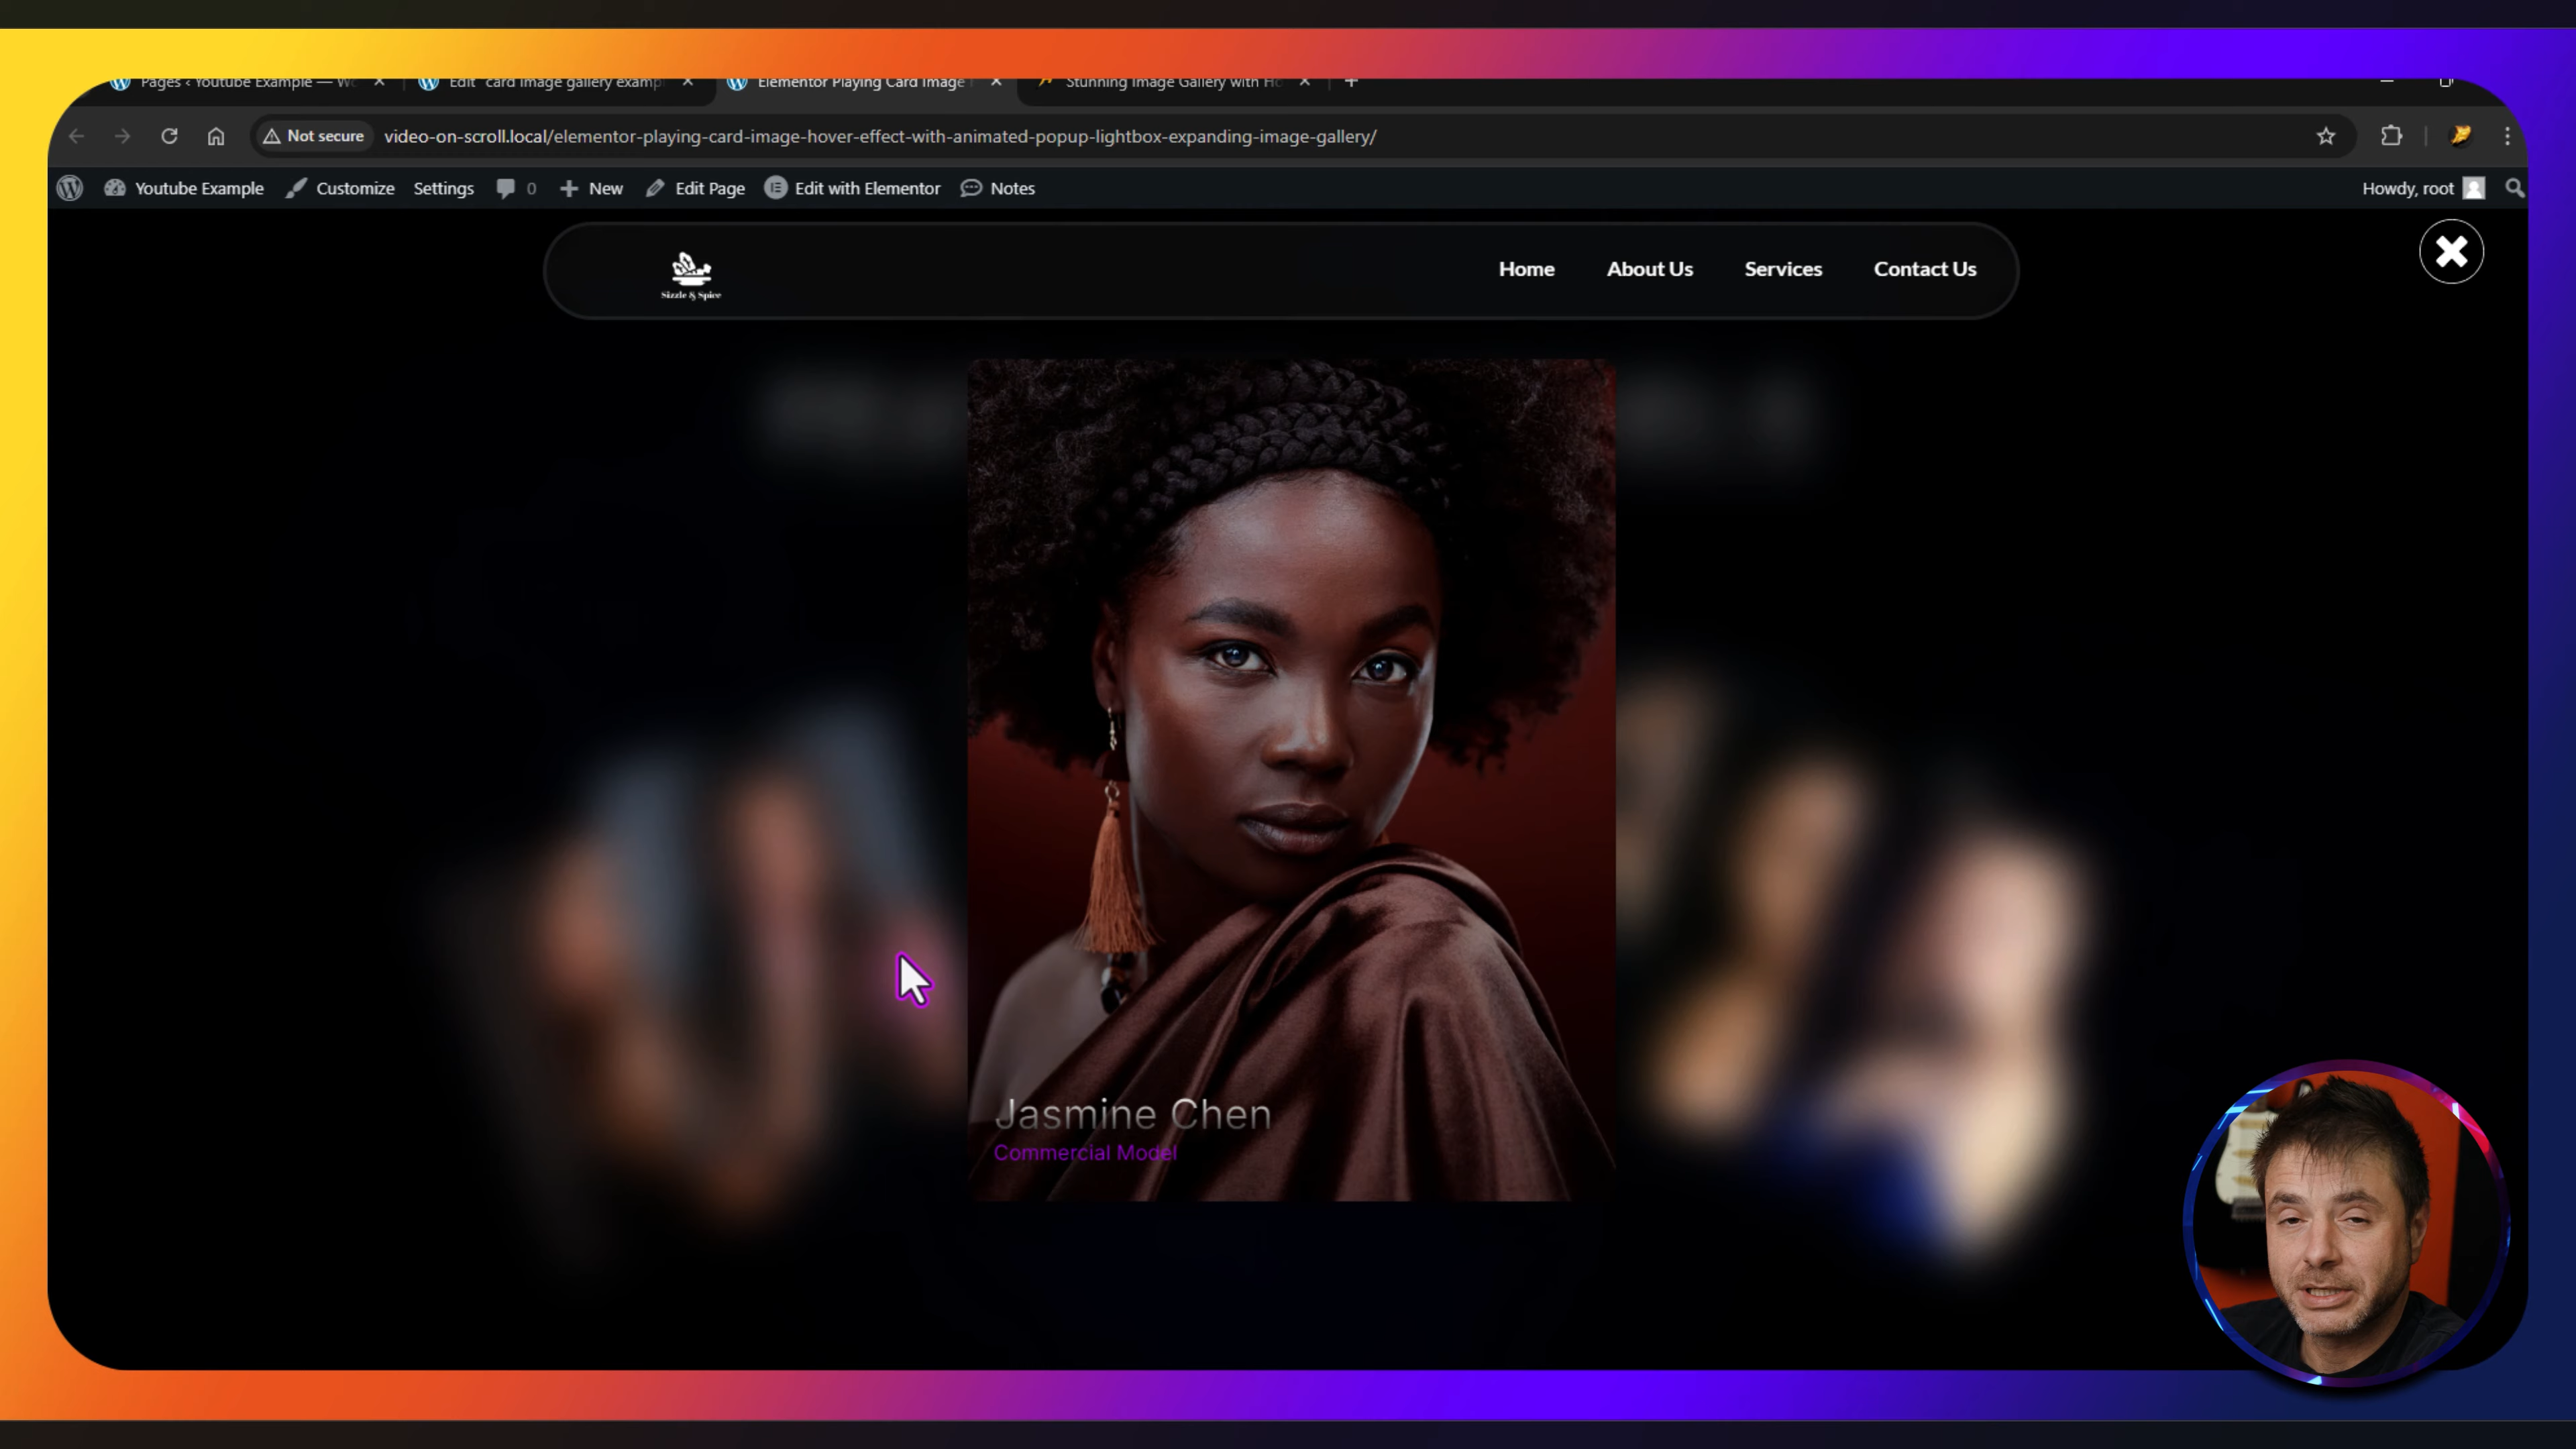 Pages ‹ Youtube Example — Wo
Edit "card image gallery exampl
Elementor Playing Card Image
Stunning Image Gallery with Ho
Not secure
video-on-scroll.local/elementor-playing-card-image-hover-effect-with-animated-popup-lightbox-expanding-image-gallery/
Youtube Example
Customize
Settings
0
New
Edit Page
Edit with Elementor
Notes
Howdy, root
Sizzle & Spice
Home
About Us
Services
Contact Us
Jasmine Chen
Commercial Model